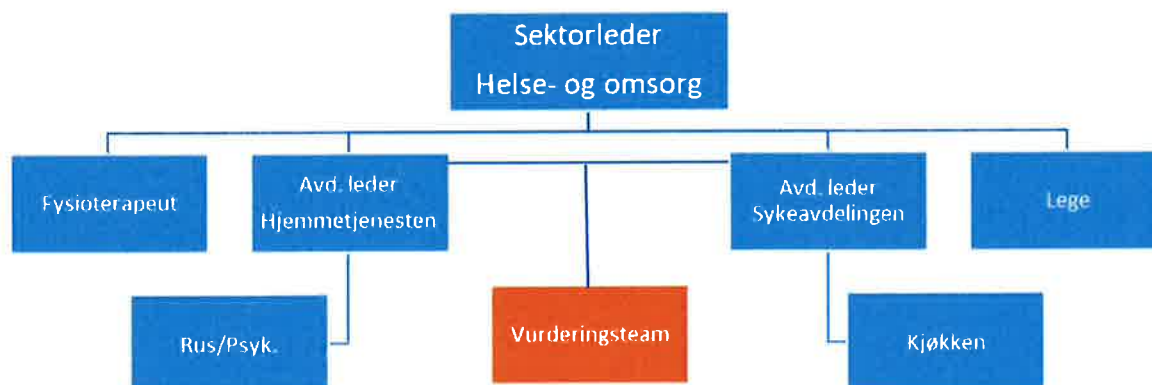 Sektorleder
Helse- og omsorg
Fysioterapeut
Avd. leder
Hjemmetjenesten
Avd. leder
Sykeavdelingen
Lege
Rus/Psyk.
Vurderingsteam
Kjøkken